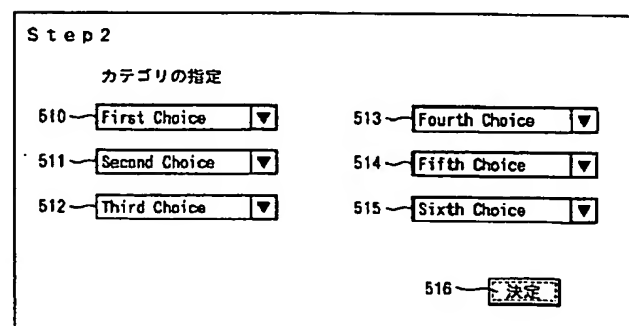 Step2
カテゴリの指定
510 First Choice ▼
511 Second Choice ▼
512 Third Choice ▼
513 Fourth Choice ▼
514 Fifth Choice ▼
515 Sixth Choice ▼
516 決定